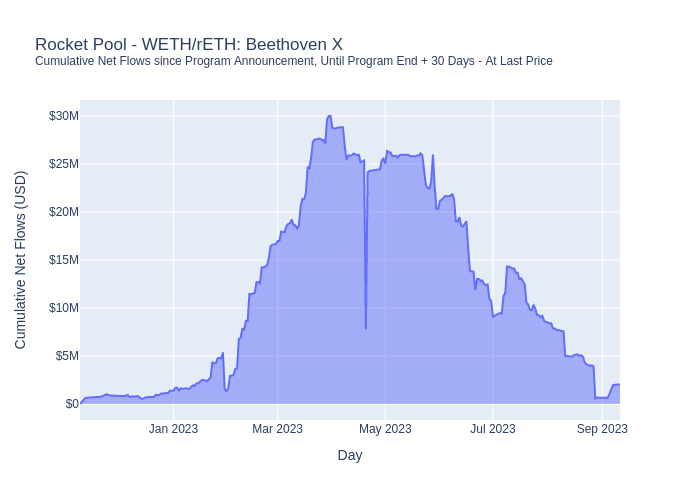 Rocket Pool - WETH/rETH: Beethoven X
Cumulative Net Flows since Program Announcement, Until Program End + 30 Days - At Last Price
Cumulative Net Flows (USD)
$30M
$25M
$20M
$15M
$10M
$5M
$0
Jan 2023
Mar 2023
May 2023
Jul 2023
Sep 2023
Day